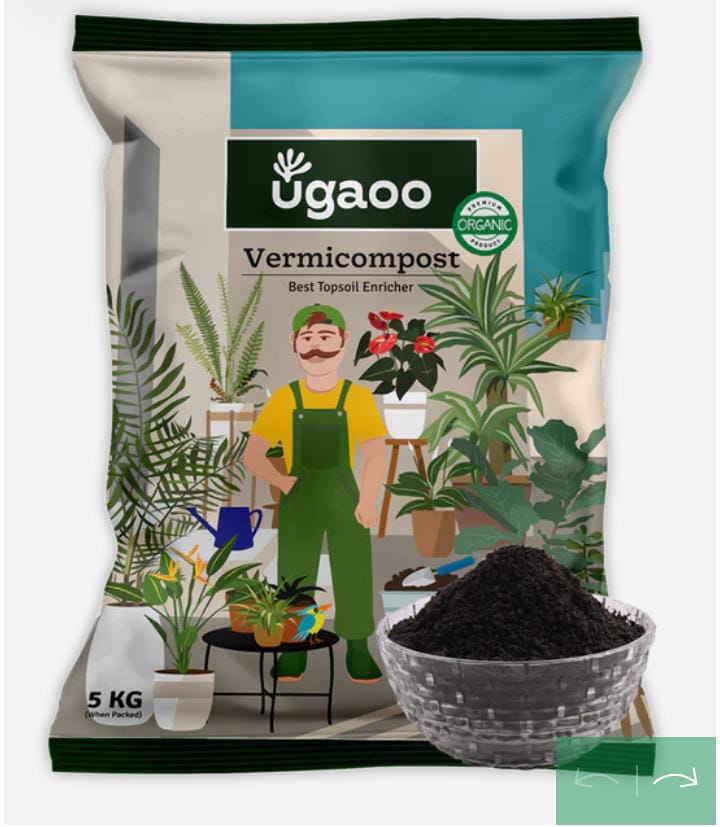 ugaoo
PREMIUM
ORGANIC
PRODUCT
Vermicompost
Best Topsoil Enricher
5 KG
(When Packed)